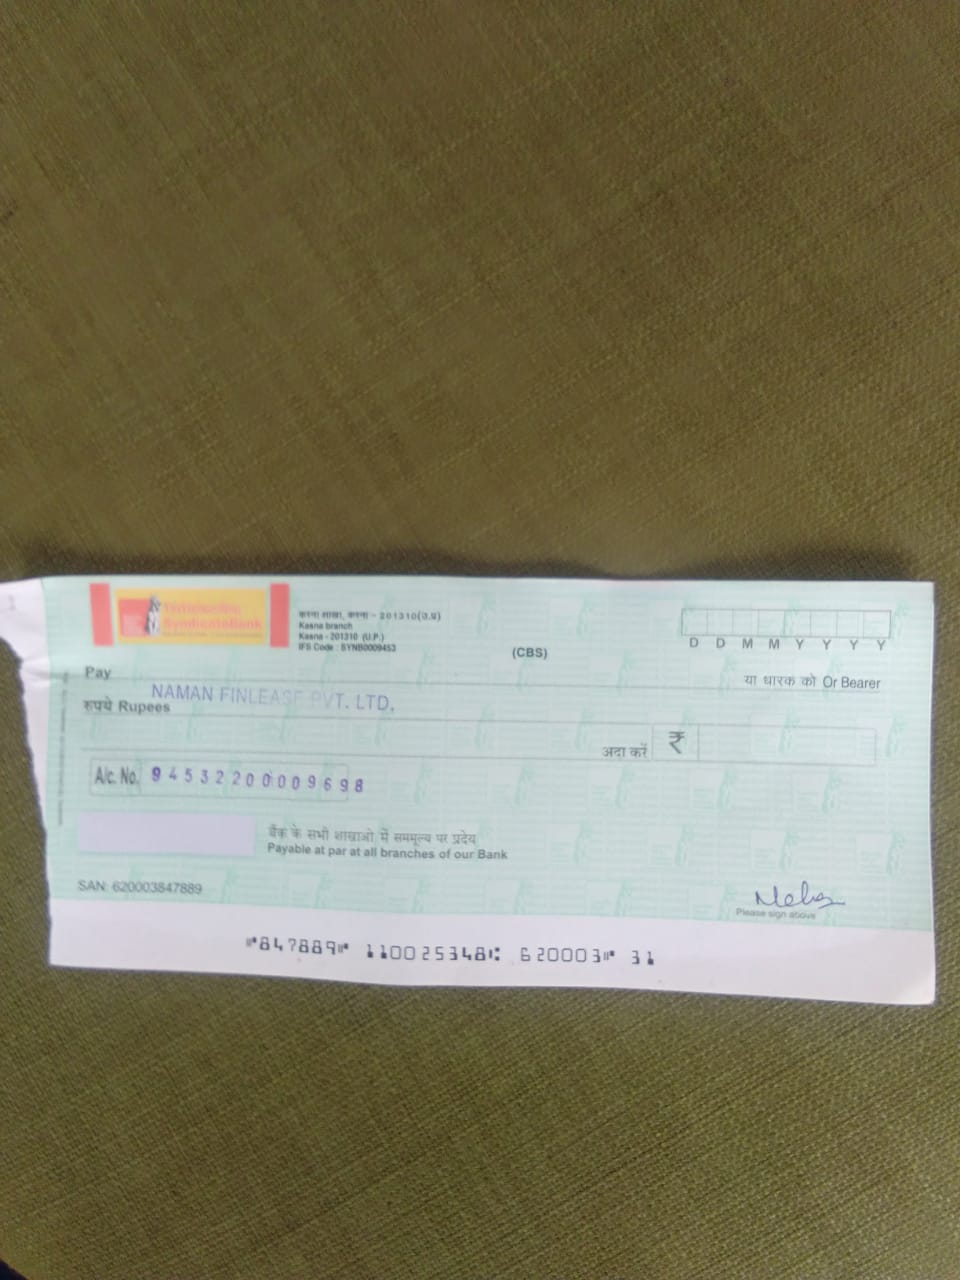 SyndicateBank
कासना शाखा, कासना - 201310(उ.प्र)
Kasna branch
Kasna - 201310 (U.P.)
IFS Code : SYNB0009453
(CBS)
D D M M Y Y Y Y
Pay
या धारक को Or Bearer
NAMAN FINLEASE PVT. LTD,
रुपये Rupees
अदा करें ₹
A/c. No. 94532200009698
बैंक के सभी शाखाओ में सममूल्य पर प्रदेय
Payable at par at all branches of our Bank
SAN: 620003847889
Neha
Please sign above
⑈847889⑈ 110025348⑆ 620003⑈ 31